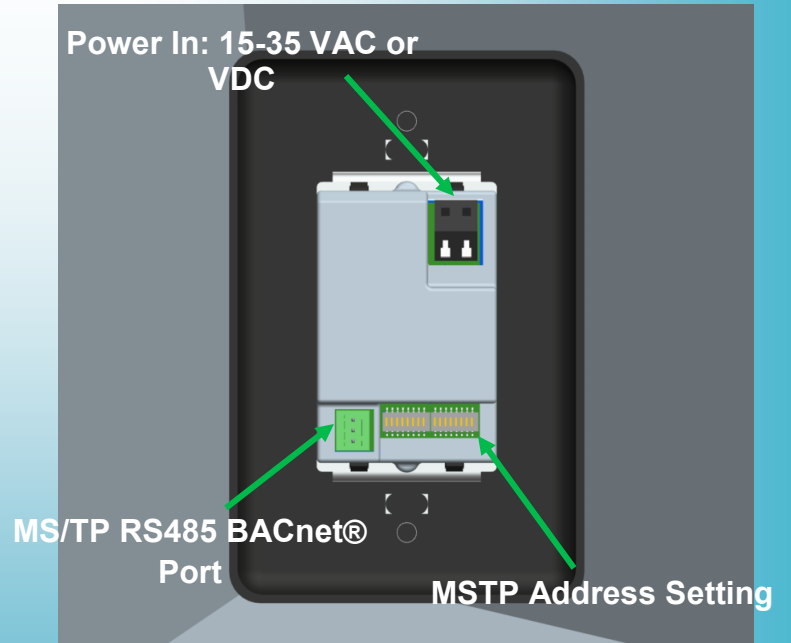 Power In: 15-35 VAC or
VDC
MS/TP RS485 BACnet®
Port
MSTP Address Setting